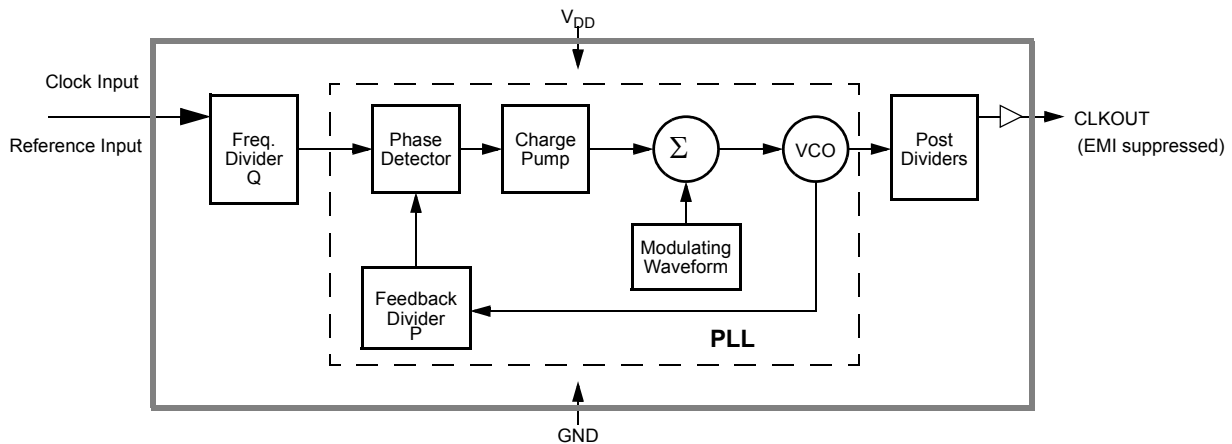 VDD
Clock Input
Reference Input
Freq.
Divider
Q
Phase
Detector
Charge
Pump
Σ
VCO
Post
Dividers
CLKOUT
(EMI suppressed)
Modulating
Waveform
Feedback
Divider
P
PLL
GND